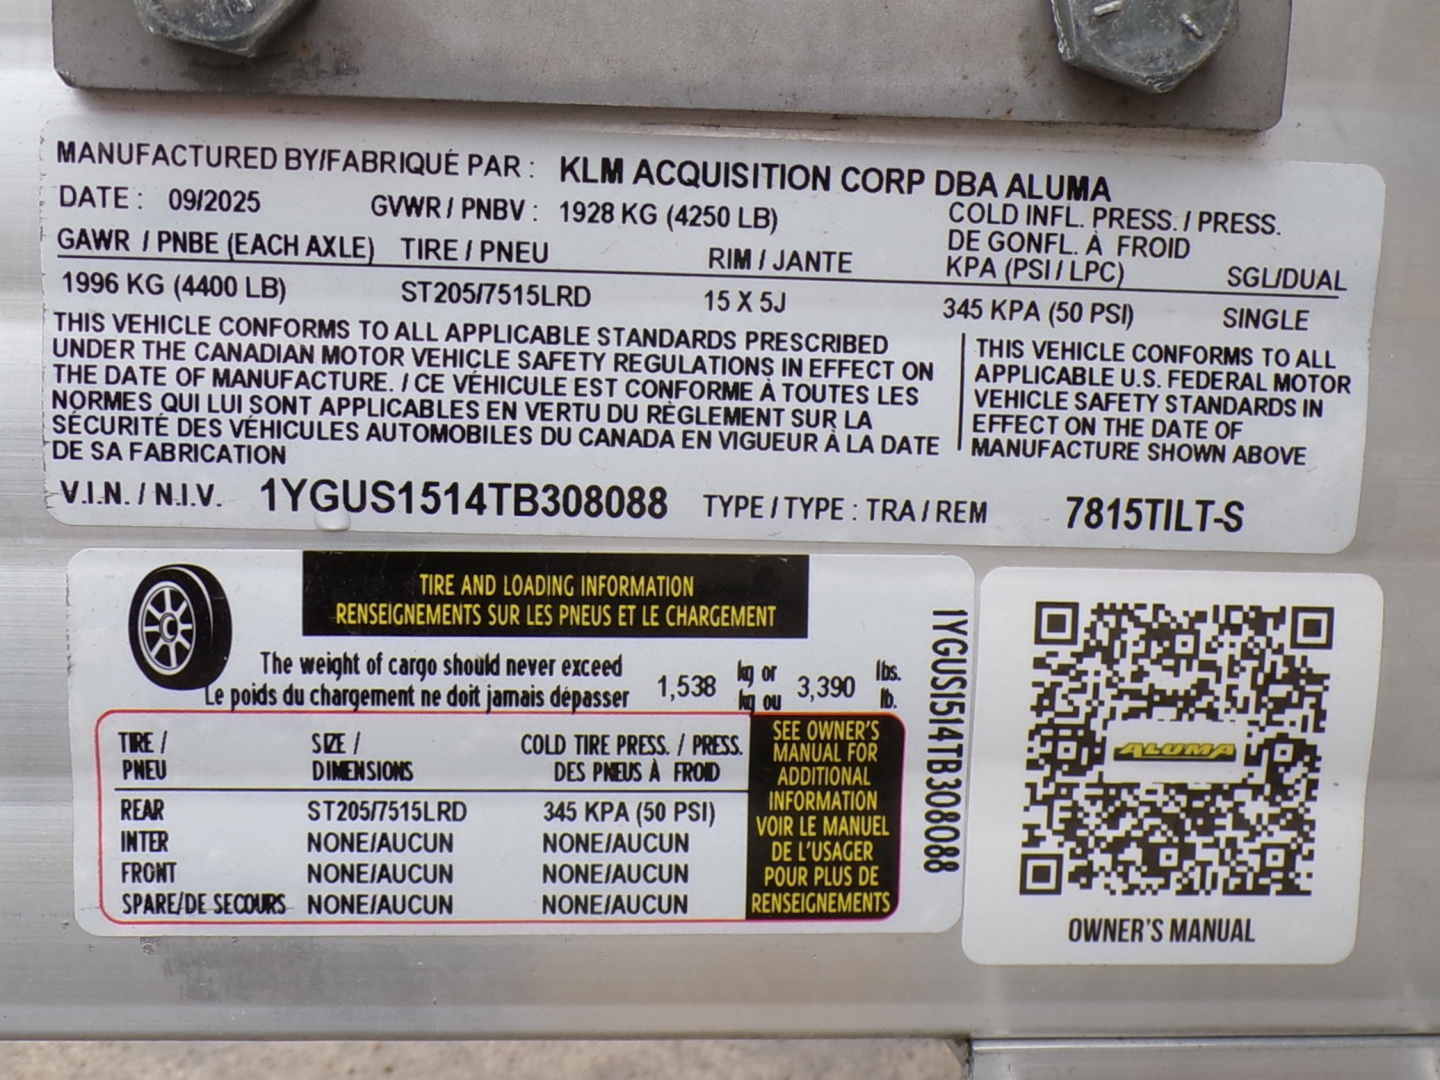 MANUFACTURED BY/FABRIQUÉ PAR : KLM ACQUISITION CORP DBA ALUMA
DATE : 09/2025 GVWR / PNBV : 1928 KG (4250 LB)
COLD INFL. PRESS. / PRESS.
DE GONFL. À FROID
GAWR / PNBE (EACH AXLE) TIRE / PNEU RIM / JANTE KPA (PSI / LPC) SGL/DUAL
1996 KG (4400 LB) ST205/7515LRD 15 X 5J 345 KPA (50 PSI) SINGLE
THIS VEHICLE CONFORMS TO ALL APPLICABLE STANDARDS PRESCRIBED
UNDER THE CANADIAN MOTOR VEHICLE SAFETY REGULATIONS IN EFFECT ON
THE DATE OF MANUFACTURE. / CE VÉHICULE EST CONFORME À TOUTES LES
NORMES QUI LUI SONT APPLICABLES EN VERTU DU RÈGLEMENT SUR LA
SÉCURITÉ DES VÉHICULES AUTOMOBILES DU CANADA EN VIGUEUR À LA DATE
DE SA FABRICATION
THIS VEHICLE CONFORMS TO ALL
APPLICABLE U.S. FEDERAL MOTOR
VEHICLE SAFETY STANDARDS IN
EFFECT ON THE DATE OF
MANUFACTURE SHOWN ABOVE
V.I.N. / N.I.V. 1YGUS1514TB308088 TYPE / TYPE : TRA / REM 7815TILT-S
TIRE AND LOADING INFORMATION
RENSEIGNEMENTS SUR LES PNEUS ET LE CHARGEMENT
The weight of cargo should never exceed 1,538 kg or 3,390 lbs.
Le poids du chargement ne doit jamais dépasser kg ou lb.
TIRE / SIZE / COLD TIRE PRESS. / PRESS.
PNEU DIMENSIONS DES PNEUS À FROID
REAR ST205/7515LRD 345 KPA (50 PSI)
INTER NONE/AUCUN NONE/AUCUN
FRONT NONE/AUCUN NONE/AUCUN
SPARE/DE SECOURS NONE/AUCUN NONE/AUCUN
SEE OWNER'S
MANUAL FOR
ADDITIONAL
INFORMATION
VOIR LE MANUEL
DE L'USAGER
POUR PLUS DE
RENSEIGNEMENTS
1YGUS1514TB308088
ALUMA
OWNER'S MANUAL